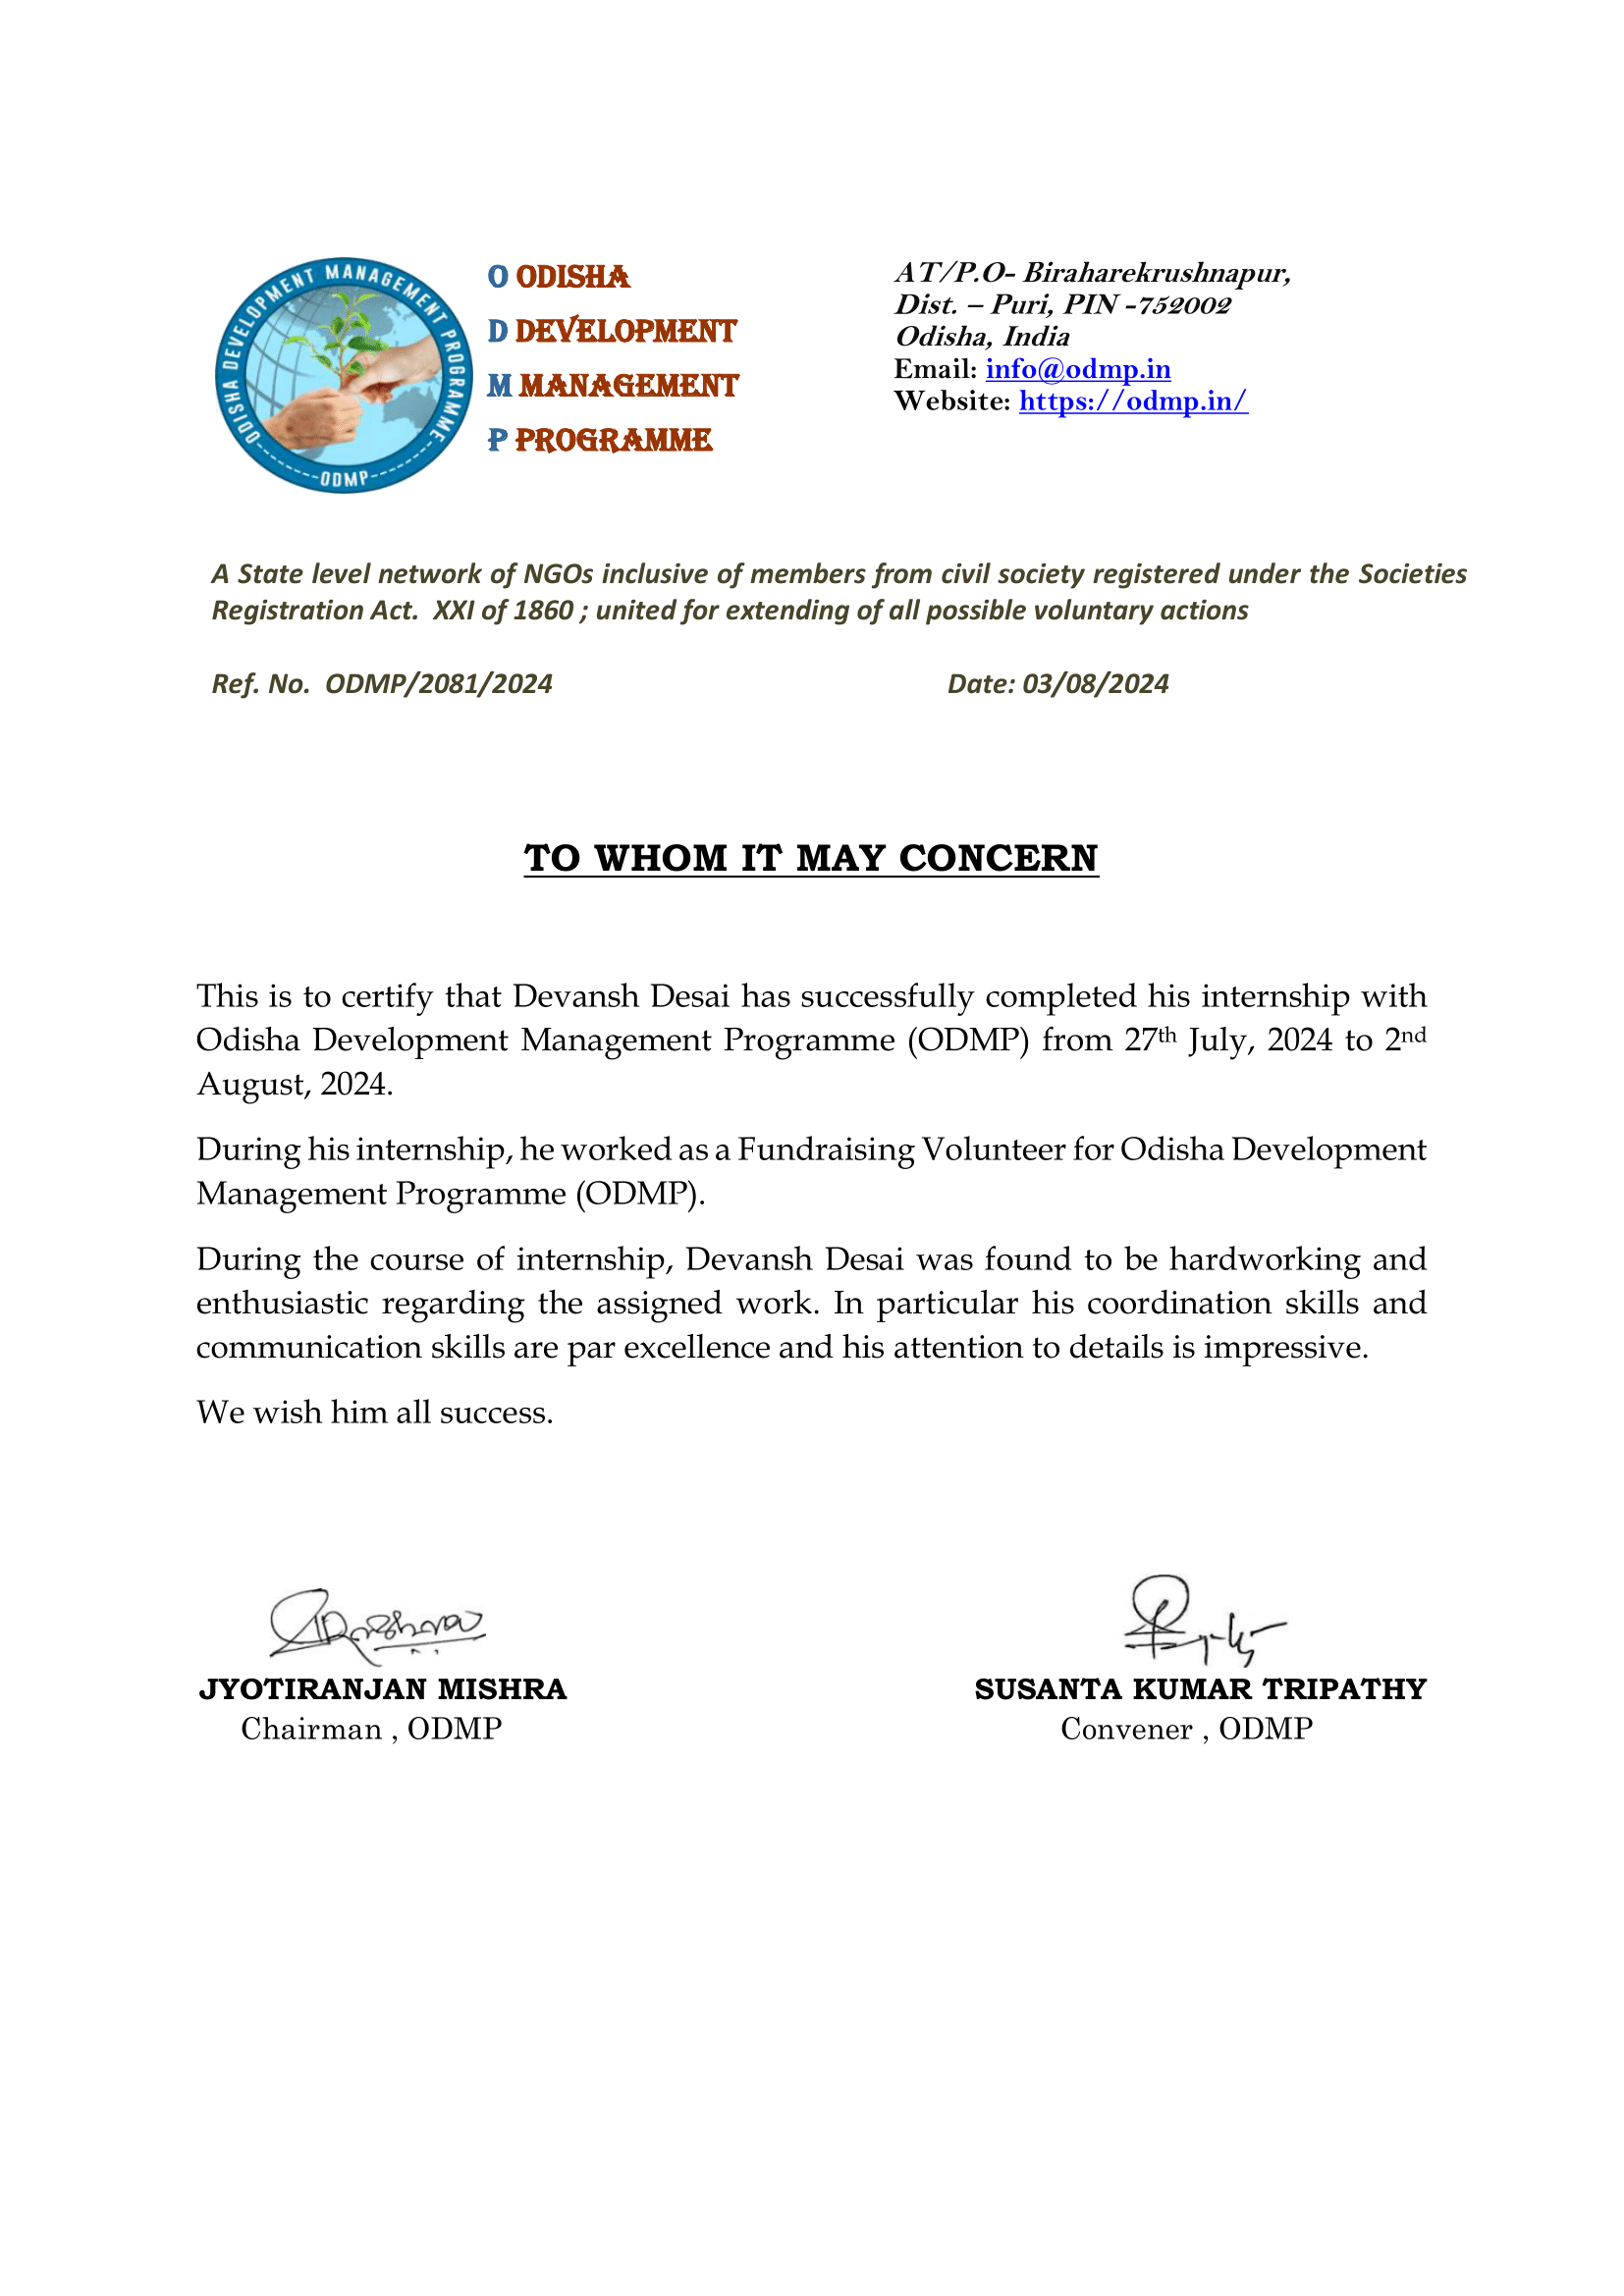 ODISHA DEVELOPMENT MANAGEMENT PROGRAMME
ODMP
O ODISHA
D DEVELOPMENT
M MANAGEMENT
P PROGRAMME
AT/P.O- Biraharekrushnapur,
Dist. – Puri, PIN -752002
Odisha, India
Email: info@odmp.in
Website: https://odmp.in/
A State level network of NGOs inclusive of members from civil society registered under the Societies
Registration Act. XXI of 1860 ; united for extending of all possible voluntary actions
Ref. No. ODMP/2081/2024 Date: 03/08/2024
TO WHOM IT MAY CONCERN
This is to certify that Devansh Desai has successfully completed his internship with
Odisha Development Management Programme (ODMP) from 27th July, 2024 to 2nd
August, 2024.
During his internship, he worked as a Fundraising Volunteer for Odisha Development
Management Programme (ODMP).
During the course of internship, Devansh Desai was found to be hardworking and
enthusiastic regarding the assigned work. In particular his coordination skills and
communication skills are par excellence and his attention to details is impressive.
We wish him all success.
JYOTIRANJAN MISHRA
Chairman , ODMP
SUSANTA KUMAR TRIPATHY
Convener , ODMP